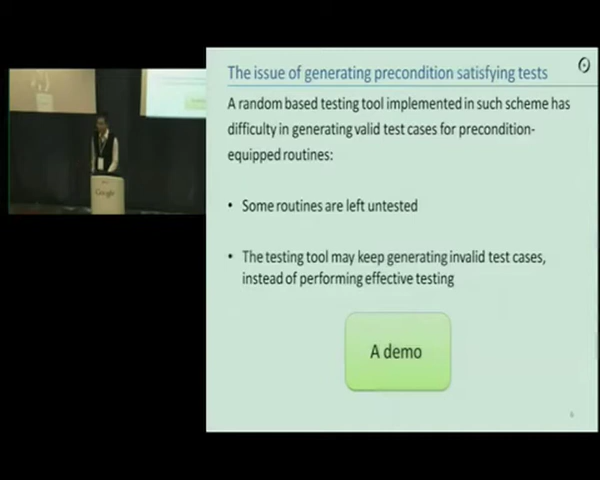 The issue of generating precondition satisfying tests
A random based testing tool implemented in such scheme has
difficulty in generating valid test cases for precondition-
equipped routines:
• Some routines are left untested
• The testing tool may keep generating invalid test cases,
instead of performing effective testing
A demo
Google